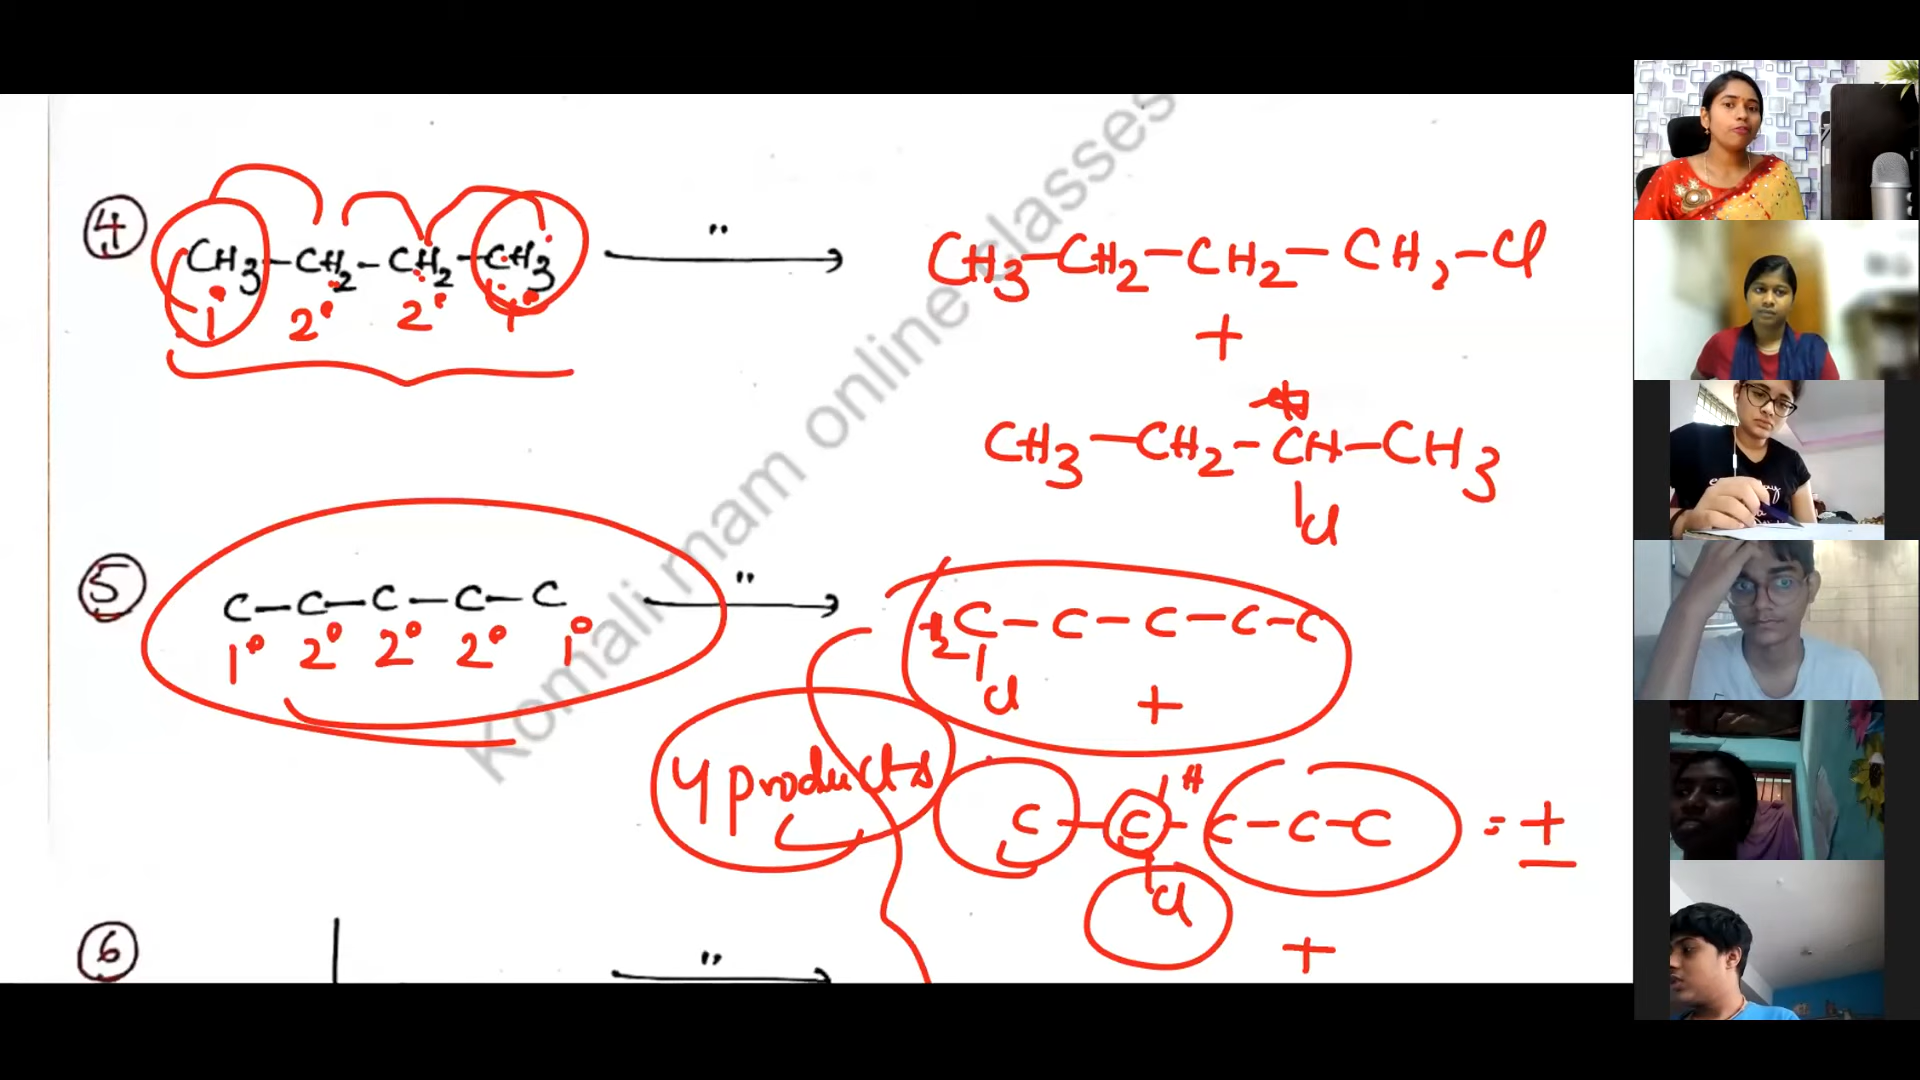 ④ CH3-CH2-CH2-CH3 " → CH3-CH2-CH2-CH2-Cl
1° 2° 2° 1°
+
CH3-CH2-CH-CH3
Cl
⑤ C-C-C-C-C " → H2C-C-C-C-C
1° 2° 2° 2° 1°
Cl +
4 products
H
C-C-C-C-C = ±
Cl
+
⑥ " →
Komali mam online classes